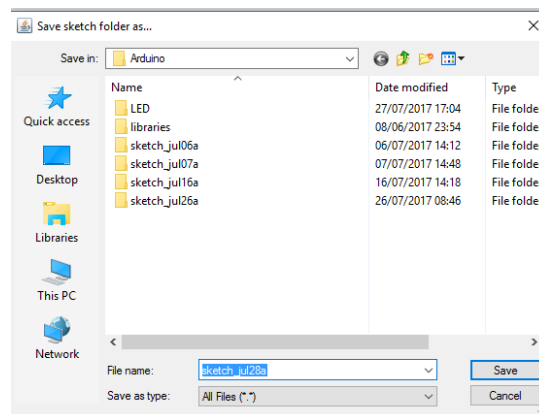 Save sketch folder as...
Save in: Arduino
Name Date modified Type
LED 27/07/2017 17:04 File folde
libraries 08/06/2017 23:54 File folde
sketch_jul06a 06/07/2017 14:12 File folde
sketch_jul07a 07/07/2017 14:48 File folde
sketch_jul16a 16/07/2017 14:18 File folde
sketch_jul26a 26/07/2017 08:46 File folde
Quick access
Desktop
Libraries
This PC
Network
File name: sketch_jul28a Save
Save as type: All Files (*.*) Cancel